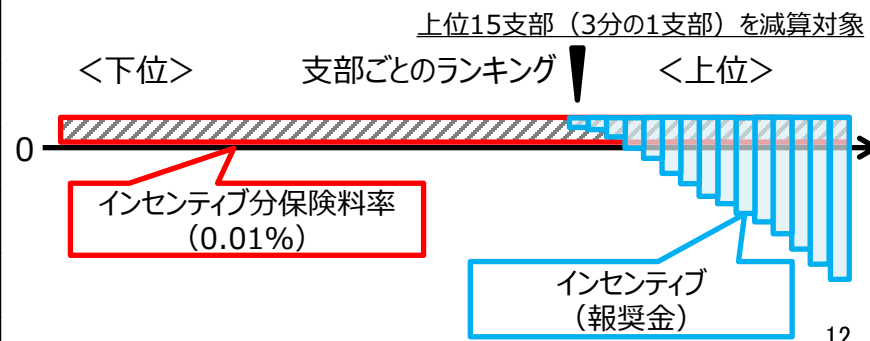 上位15支部（3分の1支部）を減算対象
＜下位＞ 支部ごとのランキング ＜上位＞
0
インセンティブ分保険料率
（0.01%）
インセンティブ
（報奨金）
12